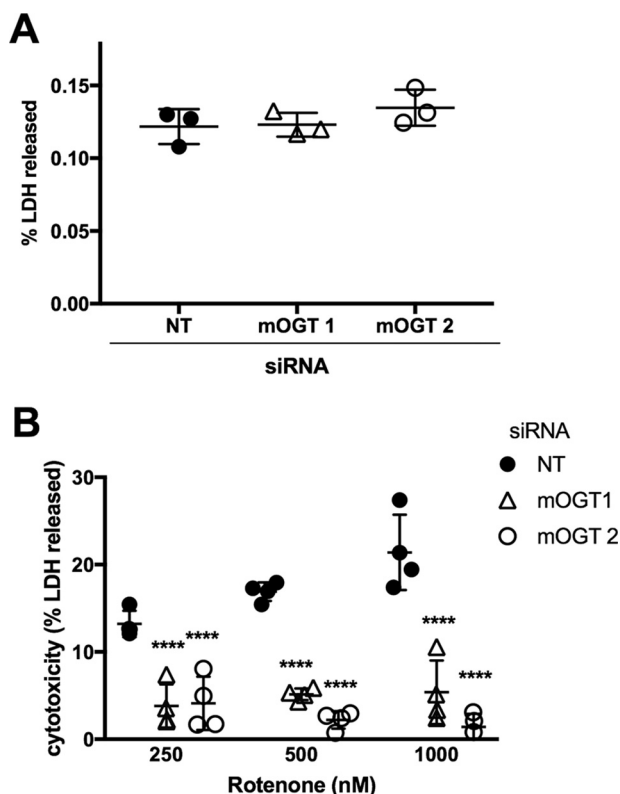 A
% LDH released
0.15
0.10
0.05
0.00
NT mOGT 1 mOGT 2
siRNA
B
siRNA
NT
mOGT1
mOGT 2
cytotoxicity (% LDH released)
30
20
10
0
**** ****
**** ****
**** ****
250 500 1000
Rotenone (nM)